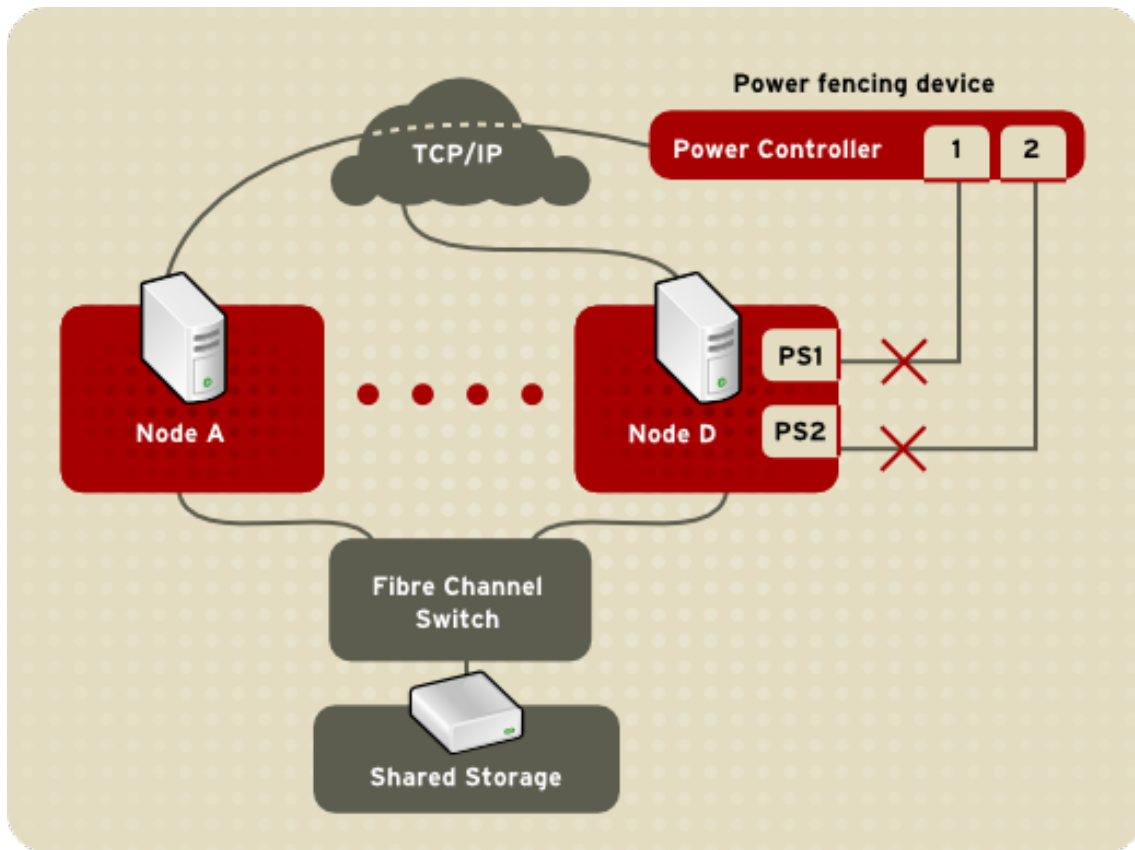 Power fencing device
Power Controller 1 2
TCP/IP
PS1
Node A
Node D
PS2
Fibre Channel
Switch
Shared Storage